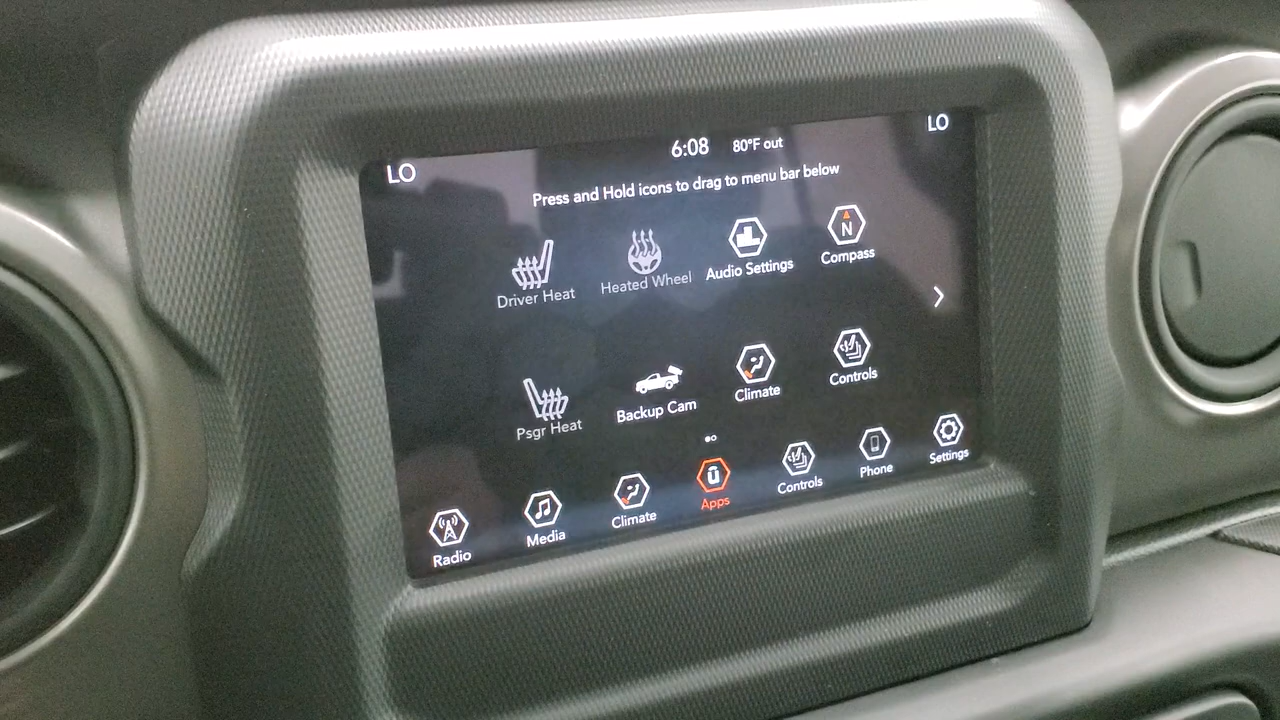 LO
6:08 80°F out
LO
Press and Hold icons to drag to menu bar below
Driver Heat
Heated Wheel
Audio Settings
N
Compass
Psgr Heat
Backup Cam
Climate
Controls
Radio
Media
Climate
ū
Apps
Controls
Phone
Settings